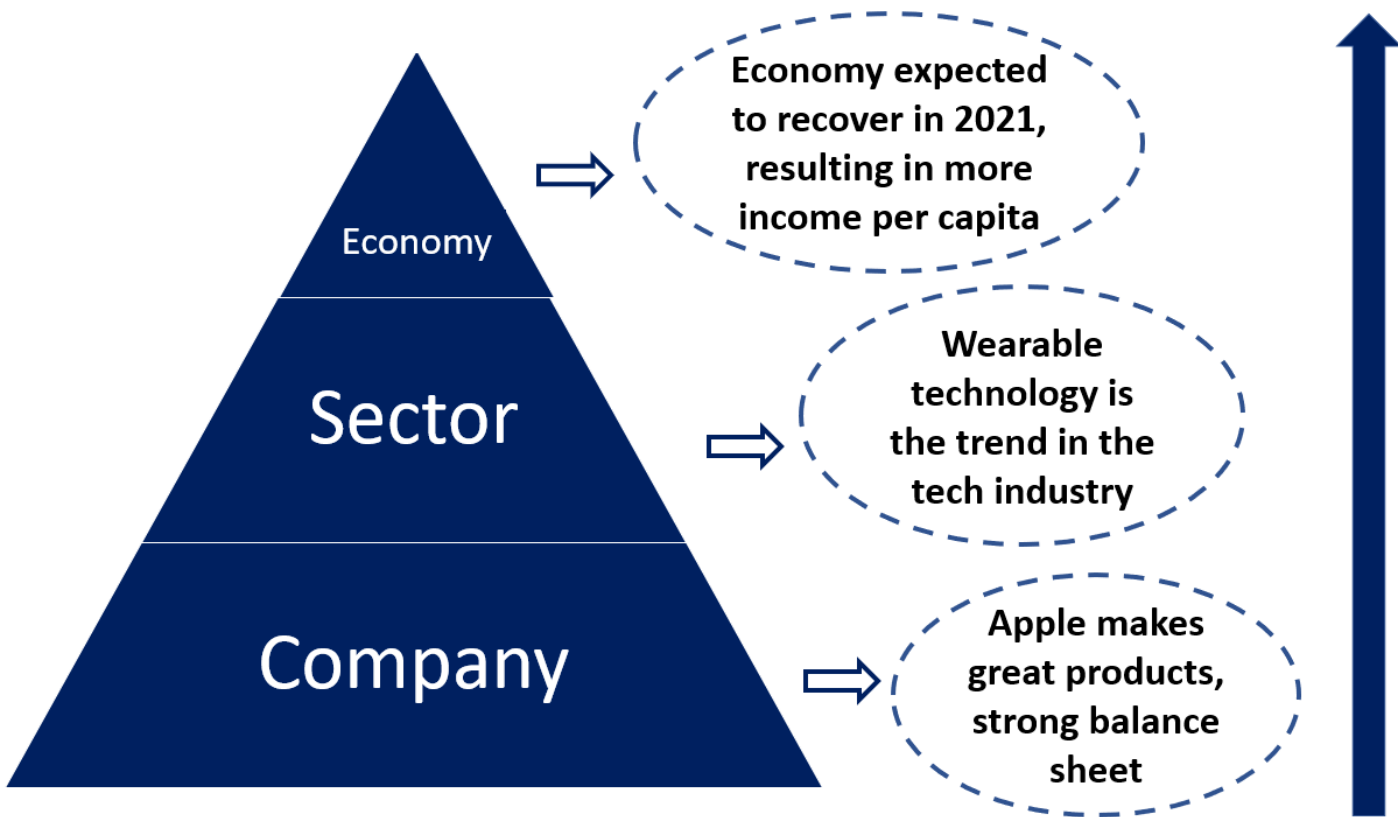 Economy expected
to recover in 2021,
resulting in more
income per capita
Economy
Wearable
technology is
the trend in the
tech industry
Sector
Apple makes
great products,
strong balance
sheet
Company